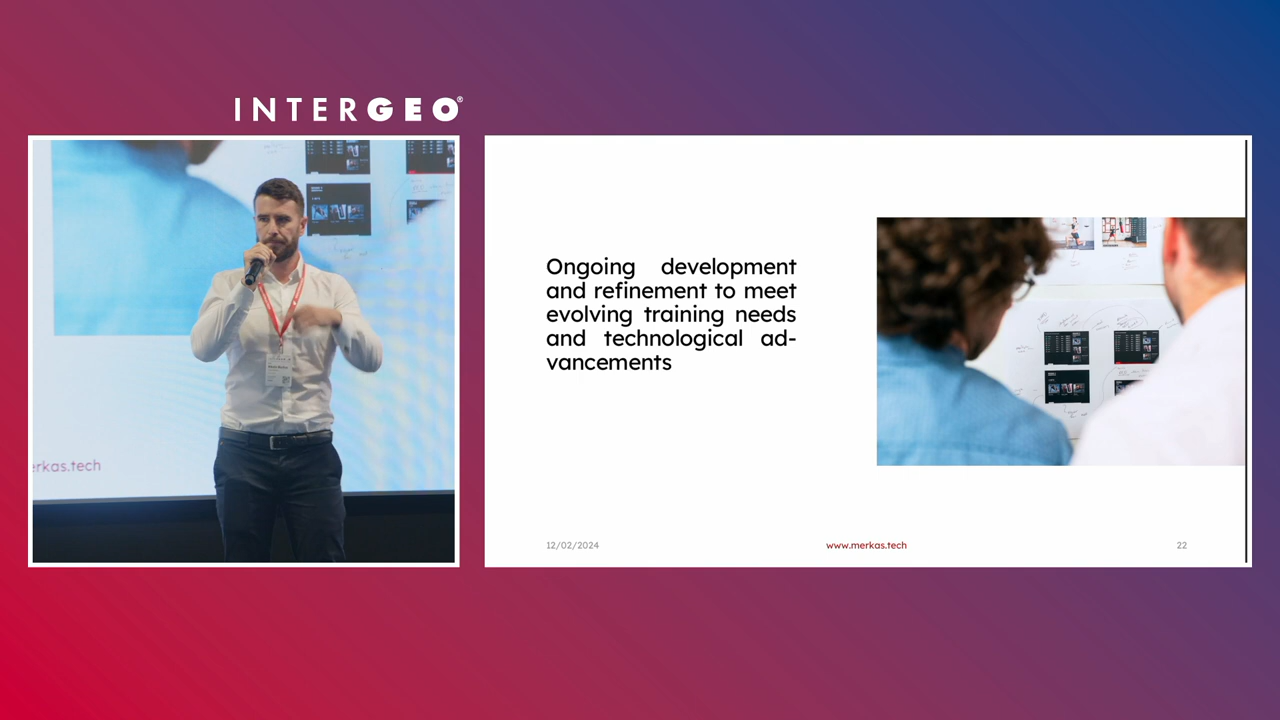 INTERGEO®
erkas.tech
Ongoing development
and refinement to meet
evolving training needs
and technological ad-
vancements
12/02/2024
www.merkas.tech
22